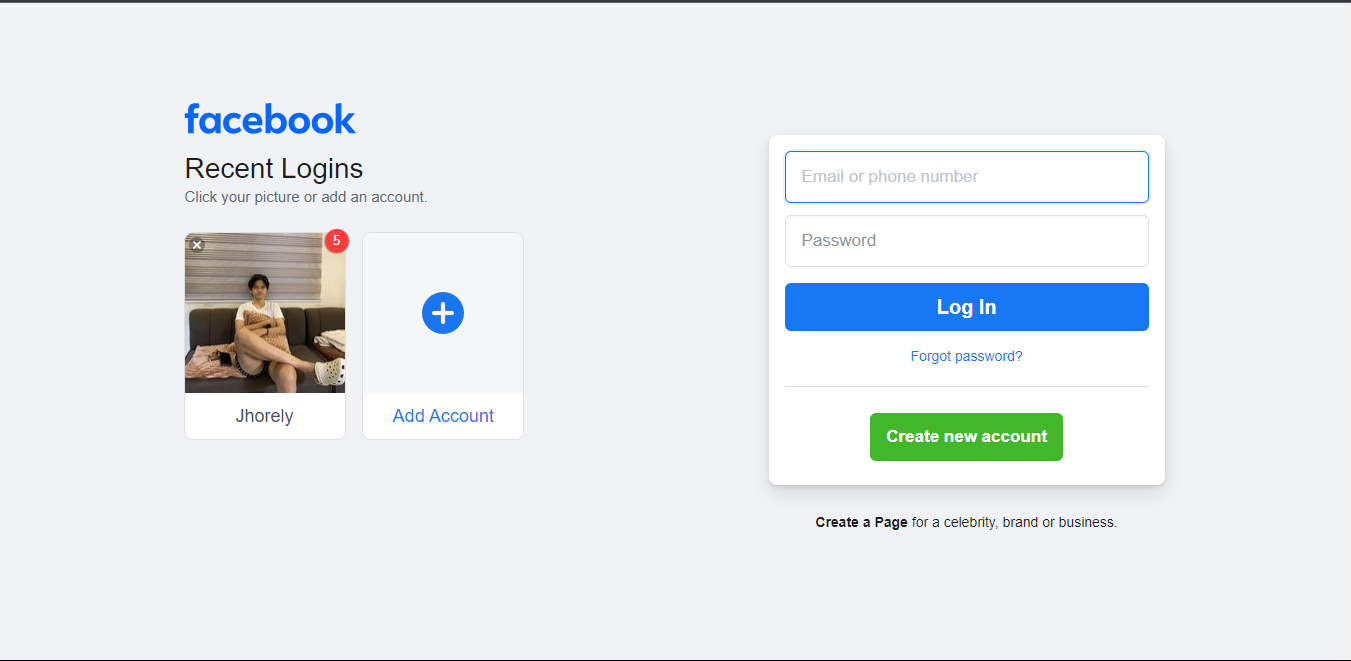 facebook
Recent Logins
Click your picture or add an account.
5
Jhorely
Add Account
Email or phone number
Password
Log In
Forgot password?
Create new account
Create a Page for a celebrity, brand or business.